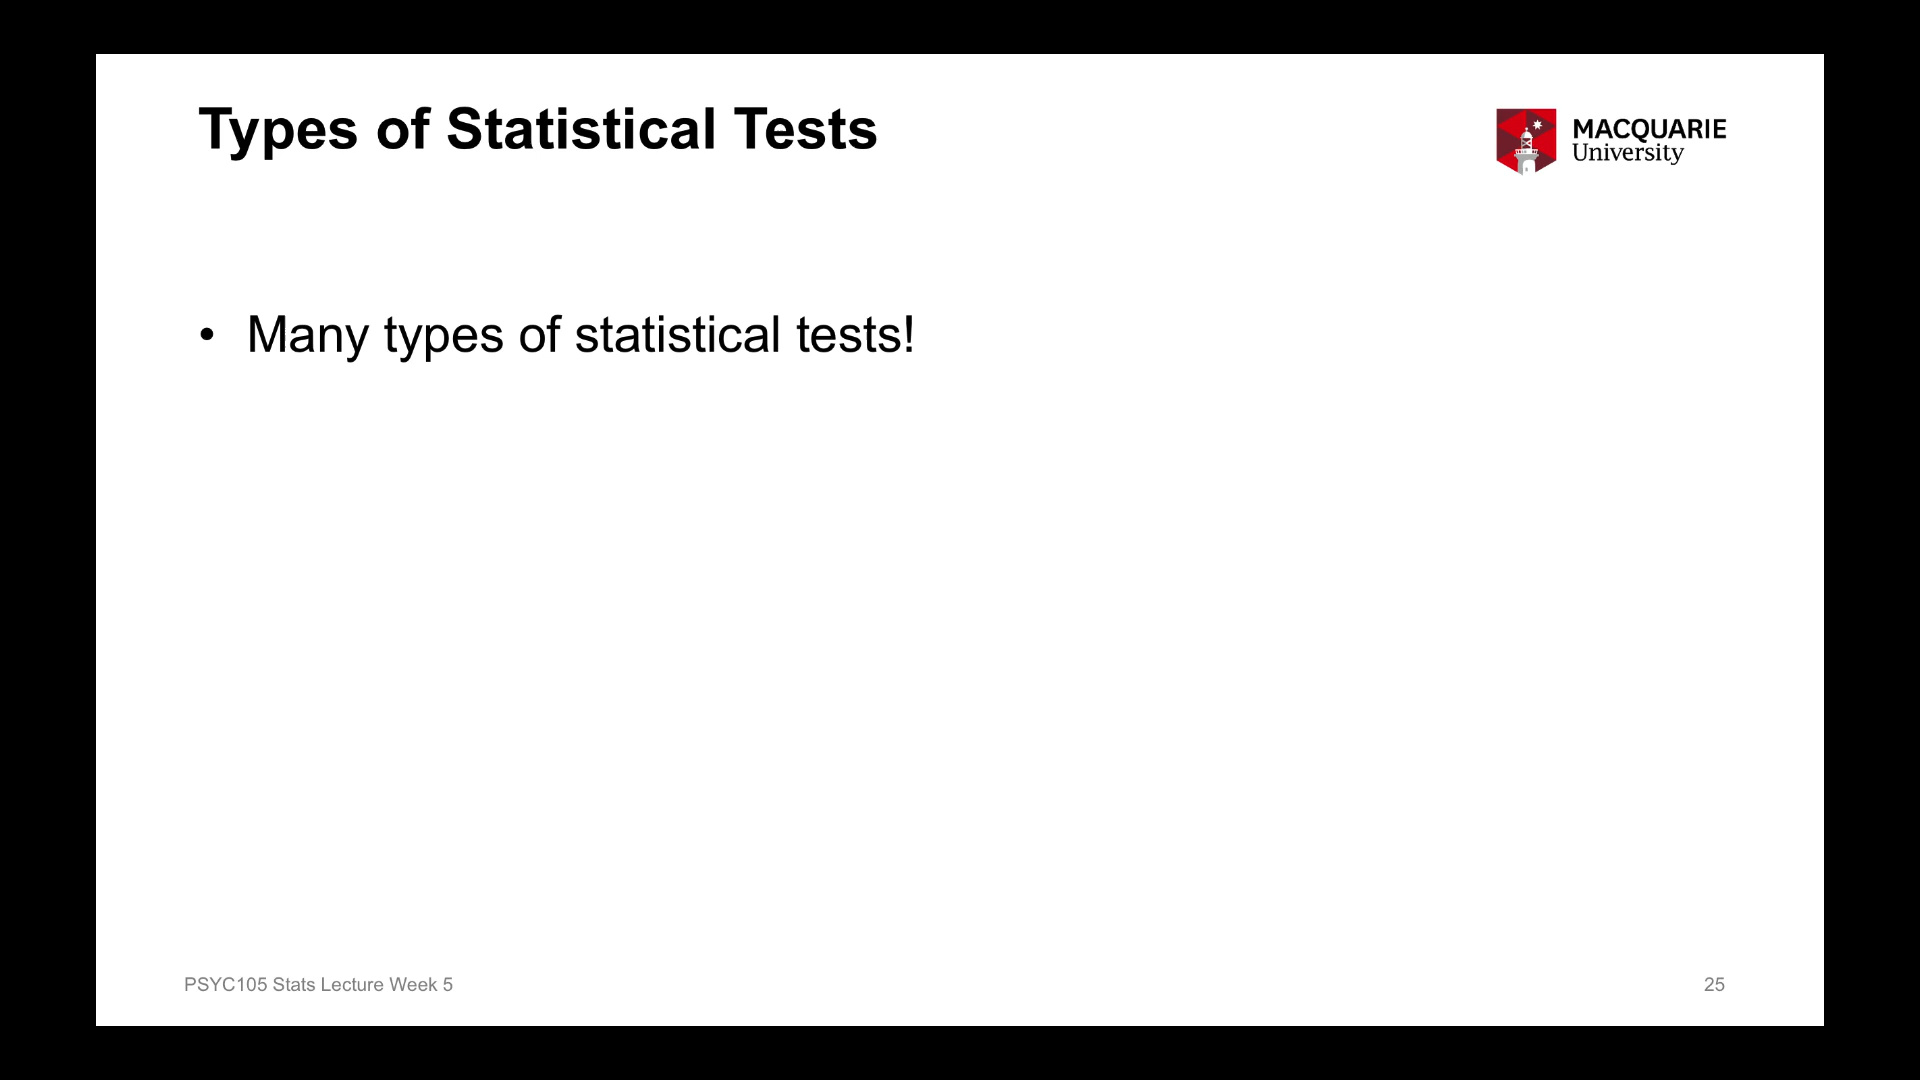 Types of Statistical Tests
MACQUARIE
University
• Many types of statistical tests!
PSYC105 Stats Lecture Week 5
25